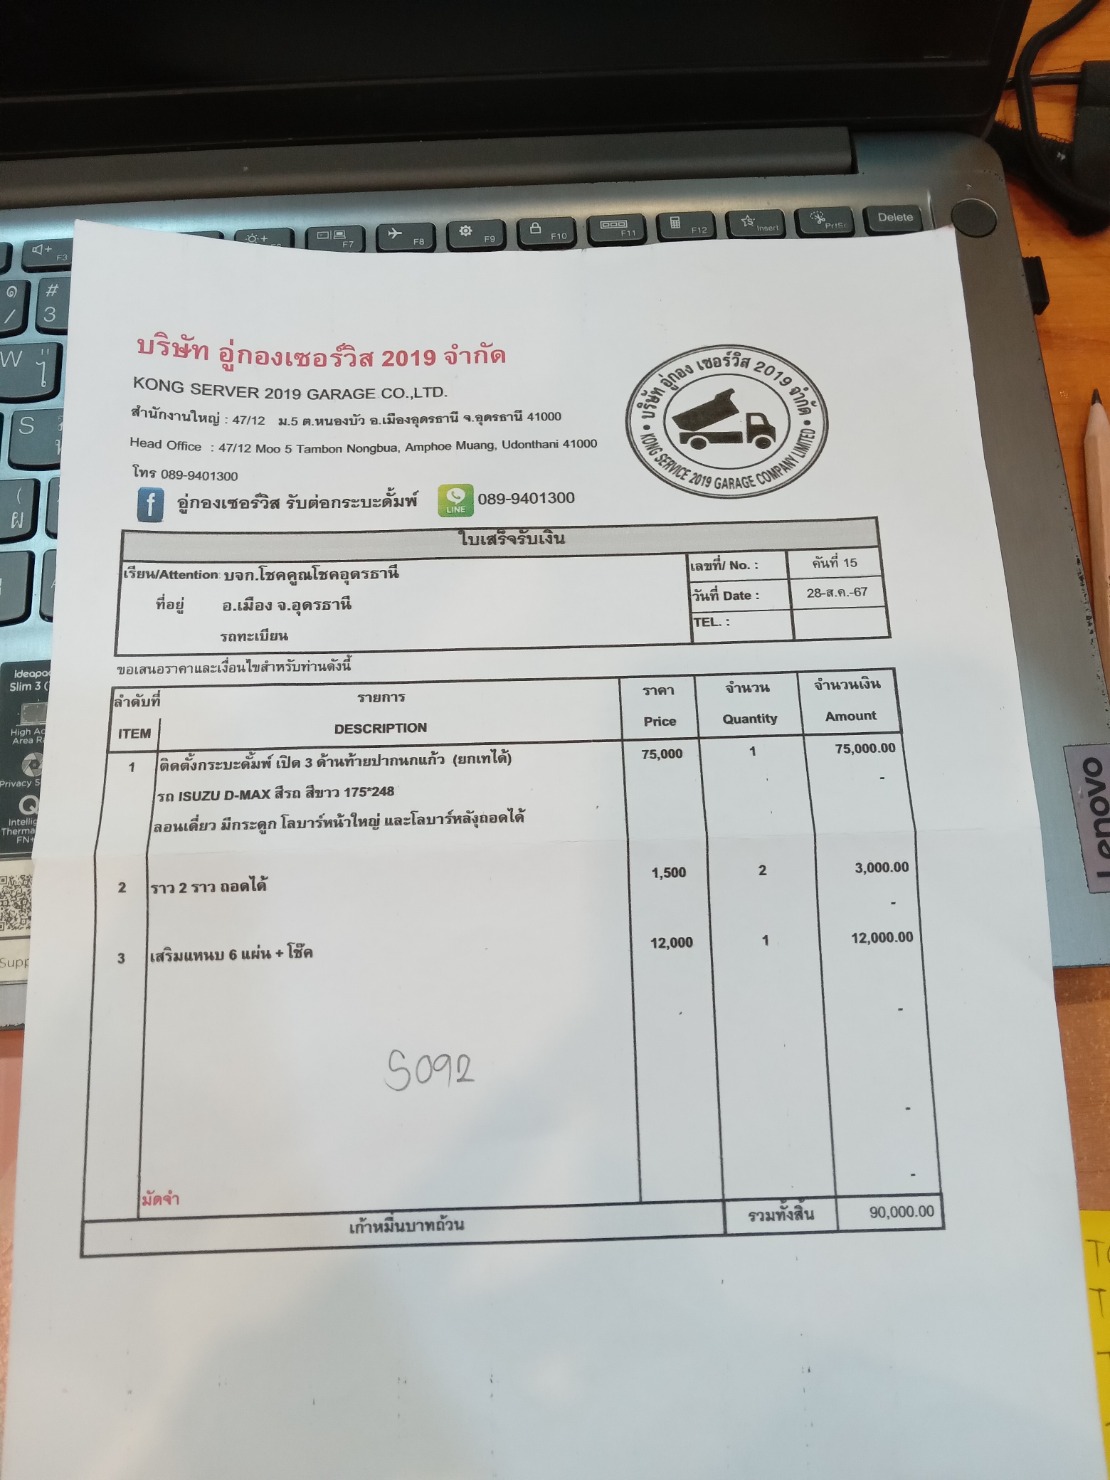 Delete
F3
F7
F8
F9
F10
F11
F12
Insert
PrtSc
๑ #
/ 3
W ไ
S
( ผ
บริษัท อู่กองเซอร์วิส 2019 จำกัด
KONG SERVER 2019 GARAGE CO.,LTD.
สำนักงานใหญ่ : 47/12 ม.5 ต.หนองบัว อ.เมืองอุดรธานี จ.อุดรธานี 41000
Head Office : 47/12 Moo 5 Tambon Nongbua, Amphoe Muang, Udonthani 41000
โทร 089-9401300
f อู่กองเซอร์วิส รับต่อกระบะดั้มพ์ LINE 089-9401300
บริษัท อู่กอง เซอร์วิส 2019 จำกัด
KONG SERVICE 2019 GARAGE COMPANY LIMITED
ใบเสร็จรับเงิน
เรียน/Attention: บจก.โชคคูณโชคอุดรธานี เลขที่/ No. : คันที่ 15
ที่อยู่ อ.เมือง จ.อุดรธานี วันที่ Date : 28-ส.ค.-67
รถทะเบียน TEL. :
ขอเสนอราคาและเงื่อนไขสำหรับท่านดังนี้
ลำดับที่ รายการ ราคา จำนวน จำนวนเงิน
ITEM DESCRIPTION Price Quantity Amount
1 ติดตั้งกระบะดั้มพ์ เปิด 3 ด้านท้ายปากนกแก้ว (ยกเทได้) 75,000 1 75,000.00
รถ ISUZU D-MAX สีรถ สีขาว 175*248 -
ลอนเดี่ยว มีกระดูก โลบาร์หน้าใหญ่ และโลบาร์หลังถอดได้
2 ราว 2 ราว ถอดได้ 1,500 2 3,000.00
-
3 เสริมแหนบ 6 แผ่น + โช๊ค 12,000 1 12,000.00
-
S092
-
-
มัดจำ
เก้าหมื่นบาทถ้วน รวมทั้งสิ้น 90,000.00
Slim 3
Lenovo